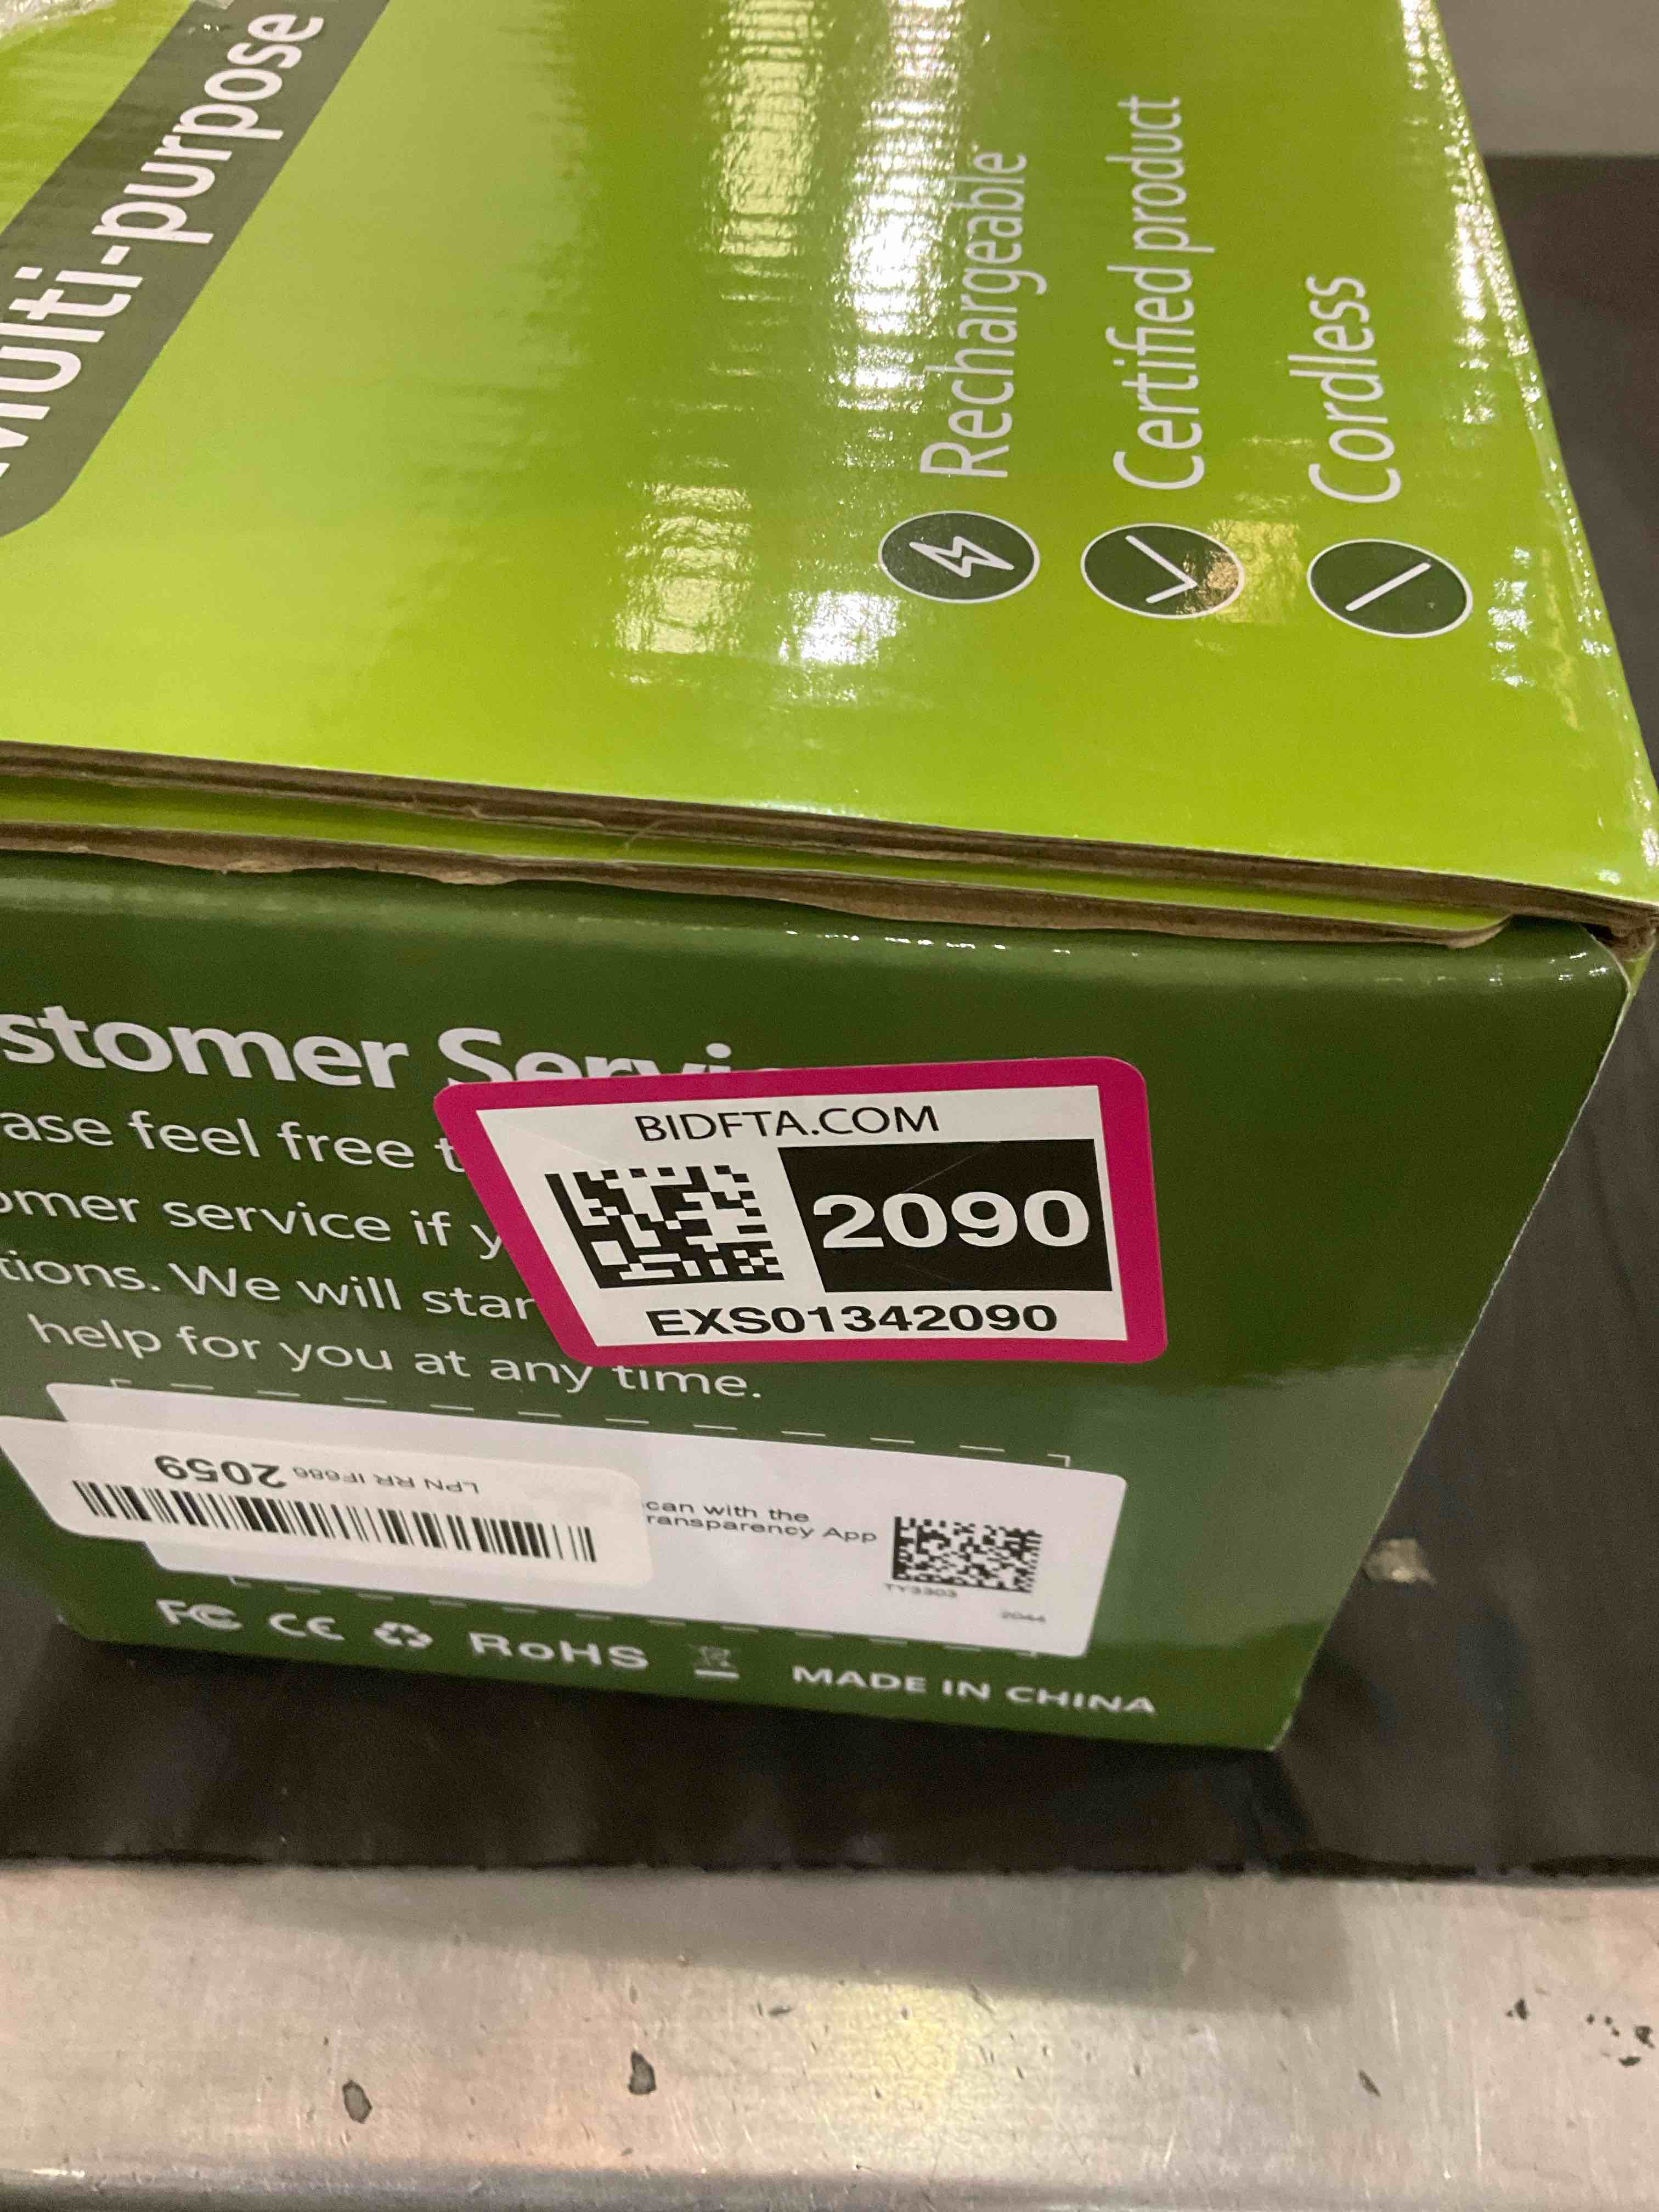 Multi-purpose
Rechargeable
Certified product
Cordless
stomer Servi
ase feel free t
omer service if y
tions. We will star
help for you at any time.
BIDFTA.COM
2090
EXS01342090
LPN RR IF686 2059
can with the
ransparency App
TY3303
2044
FC CE RoHS MADE IN CHINA